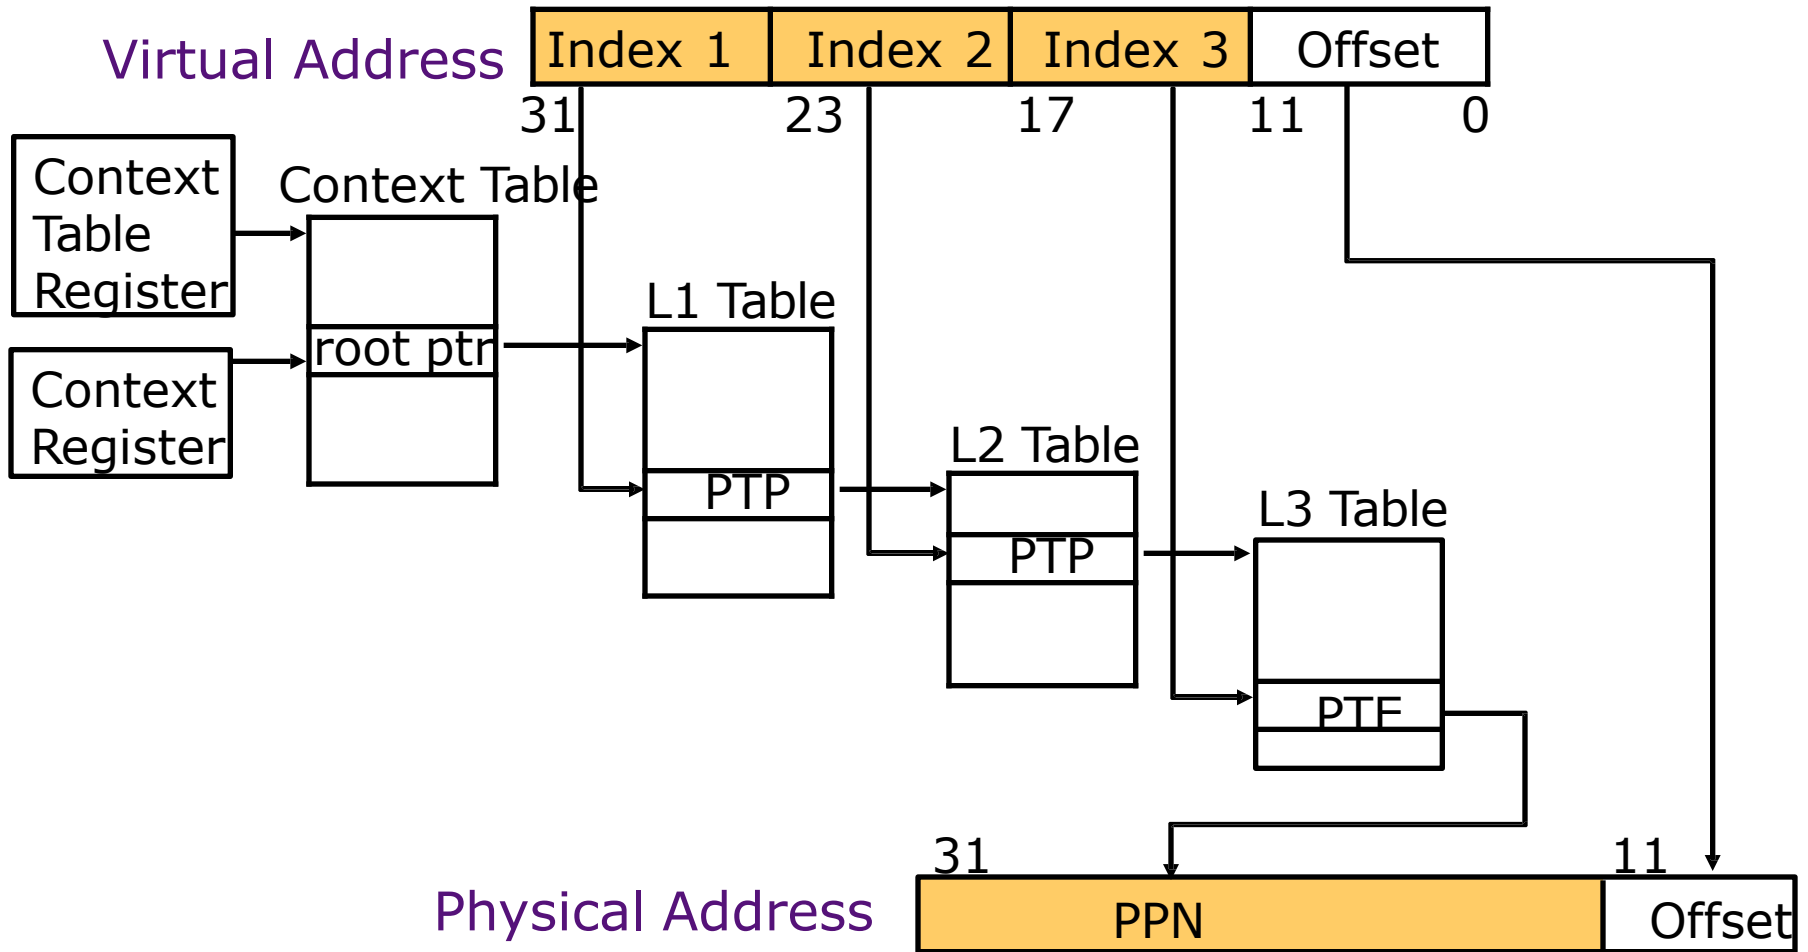 Virtual Address
Index 1 Index 2 Index 3 Offset
31 23 17 11 0
Context
Table
Register
Context Table
root ptr
Context
Register
L1 Table
PTP
L2 Table
PTP
L3 Table
PTE
31 11
Physical Address
PPN Offset